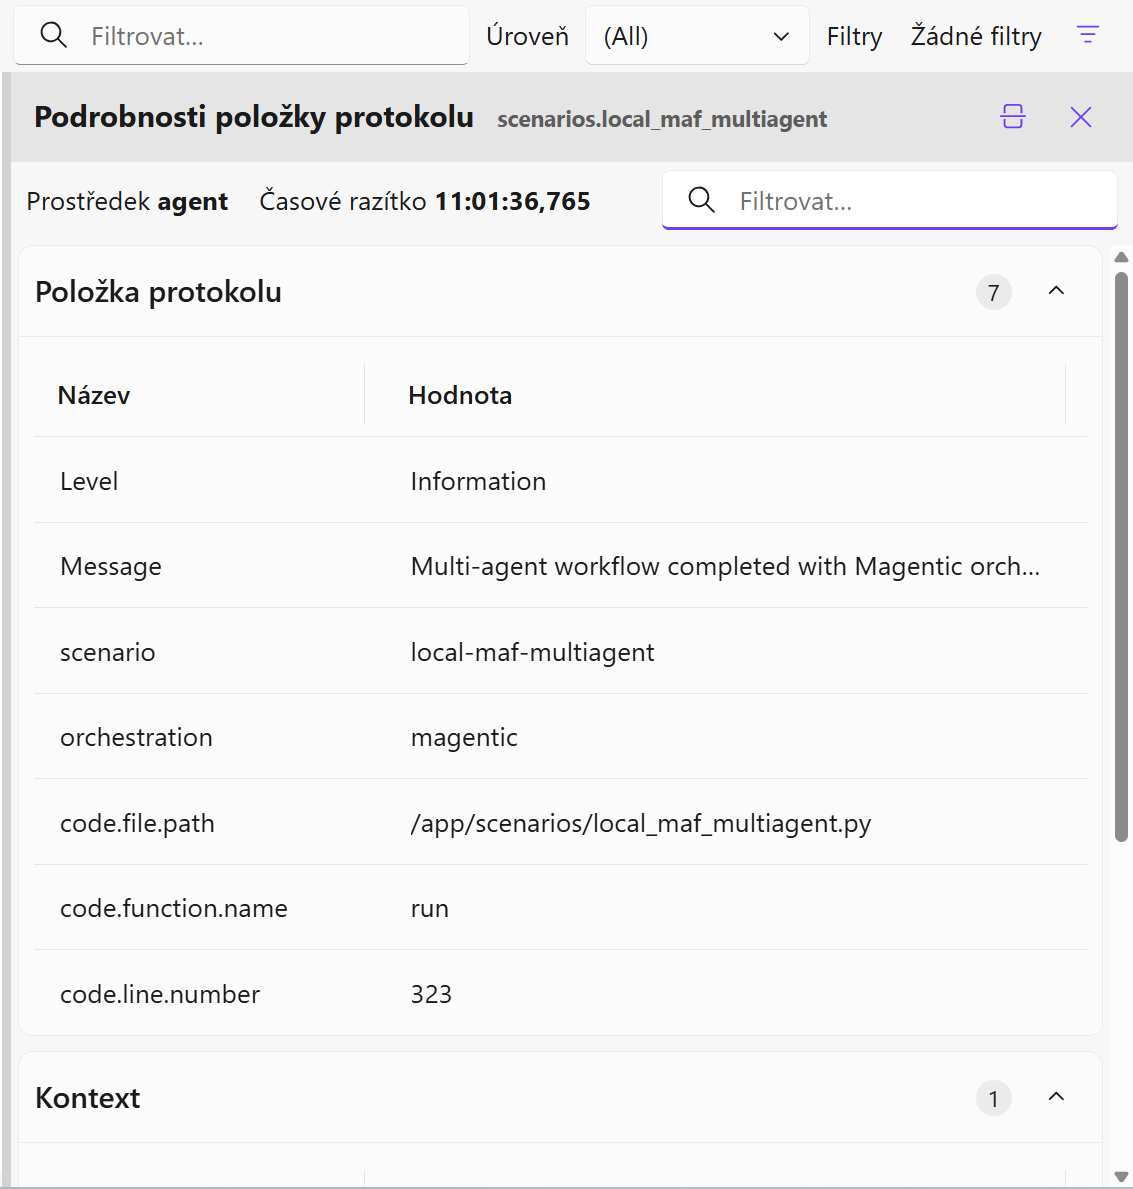 Filtrovat... Úroveň (All) Filtry Žádné filtry
Podrobnosti položky protokolu scenarios.local_maf_multiagent
Prostředek agent Časové razítko 11:01:36,765 Filtrovat...
Položka protokolu 7
Název Hodnota
Level Information
Message Multi-agent workflow completed with Magentic orch...
scenario local-maf-multiagent
orchestration magentic
code.file.path /app/scenarios/local_maf_multiagent.py
code.function.name run
code.line.number 323
Kontext 1